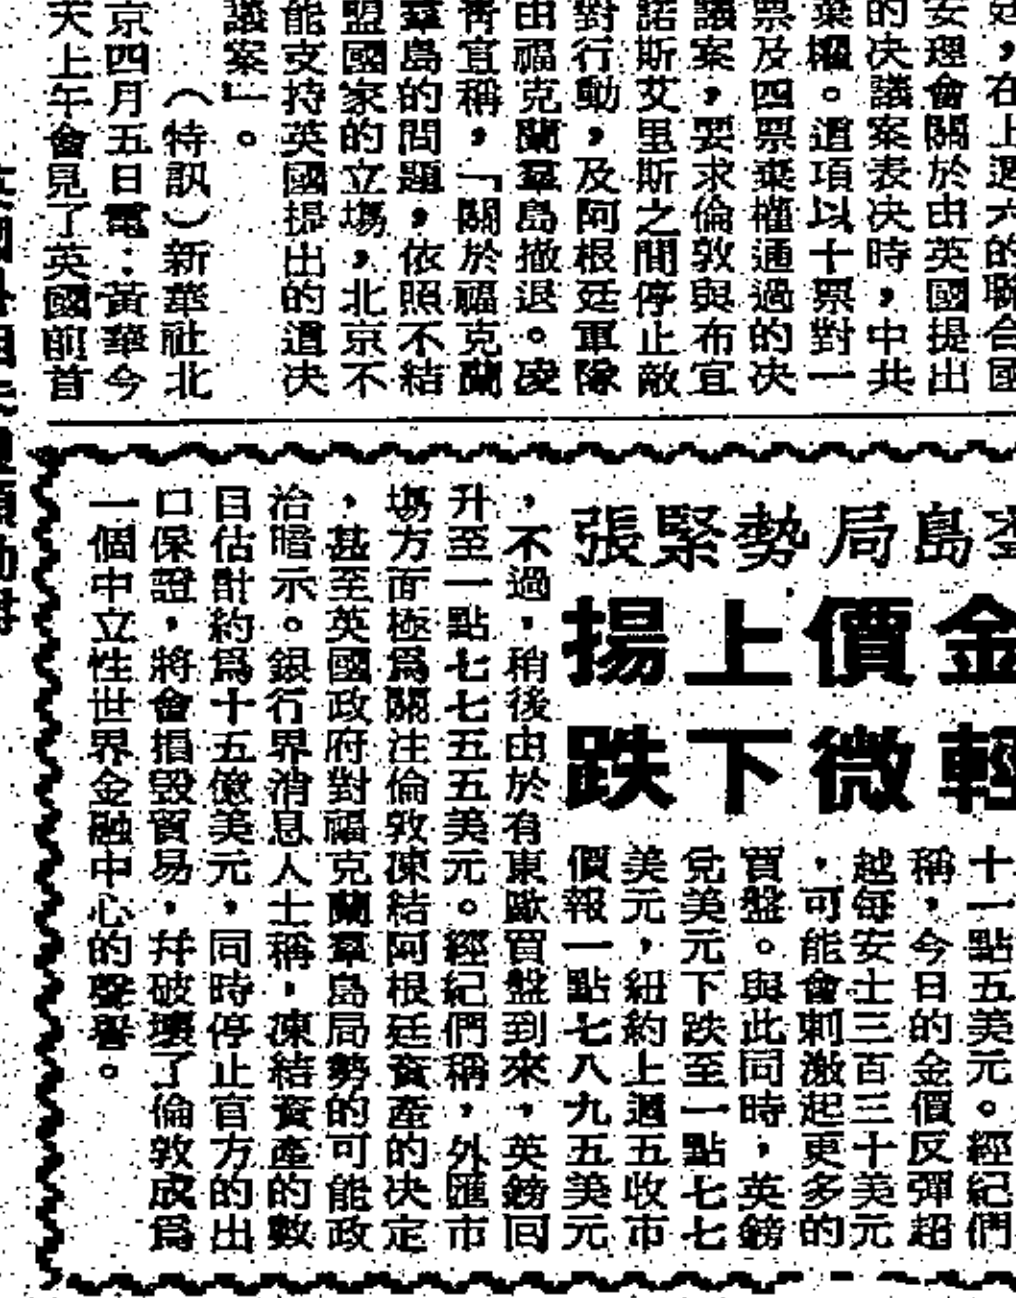 廷，在上週六的聯合國
安理會關於由英國提出
的决議案表决時，中共
棄權。這項以十票對一
票及四票棄權通過的决
議案，要求倫敦與布宜
諾斯艾里斯之間停止敵
對行動，及阿根廷軍隊
由福克蘭羣島撤退。凌
青宣稱，「關於福克蘭
羣島的問題，依照不結
盟國家的立塲，北京不
能支持英國提出的這决
議案」。
（特訊）新華社北
京四月五日電：黃華今
天上午會見了英國前首
島局勢緊張
金價上揚
輕微下跌
十一點五美元。經紀們
稱，今日的金價反彈超
越每安士三百三十美元
，可能會刺激起更多的
買盤。與此同時，英鎊
兌美元下跌至一點七七
美元，紐約上週五收市
價報一點七八九五美元
，不過，稍後由於有東歐買盤到來，英鎊回
升至一點七七五五美元。經紀們稱，外匯市
塲方面極爲關注倫敦凍結阿根廷資產的决定
，甚至英國政府對福克蘭羣島局勢的可能政
治暗示。銀行界消息人士稱，凍結資產的數
目估計約爲十五億美元，同時停止官方的出
口保證，將會損毀貿易，幷破壞了倫敦成爲
一個中立性世界金融中心的聲譽。